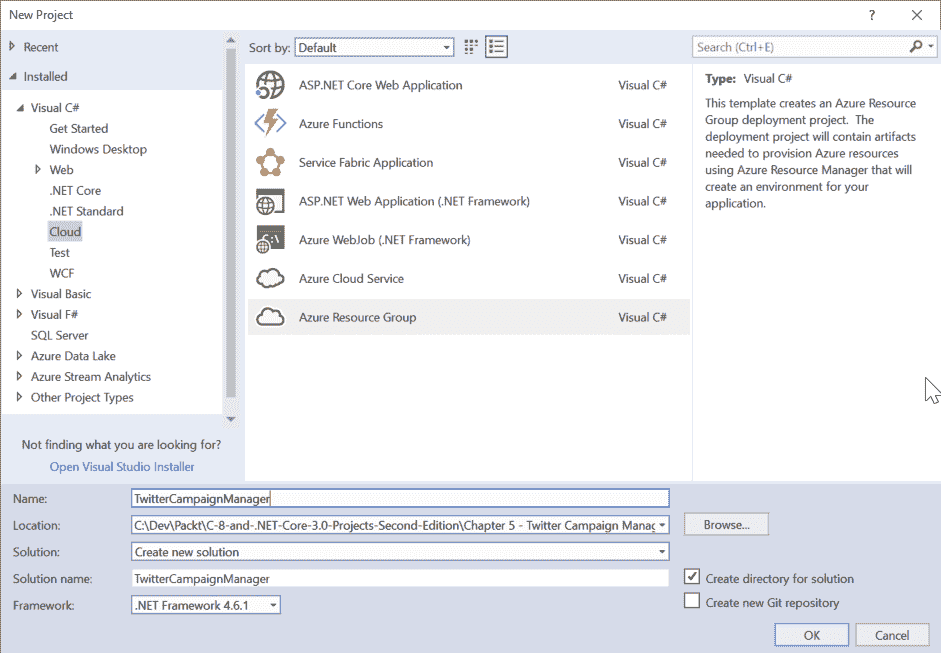 New Project
?
Recent
Installed
Visual C#
Get Started
Windows Desktop
Web
.NET Core
.NET Standard
Cloud
Test
WCF
Visual Basic
Visual F#
SQL Server
Azure Data Lake
Azure Stream Analytics
Other Project Types
Not finding what you are looking for?
Open Visual Studio Installer
Sort by: Default
ASP.NET Core Web Application Visual C#
Azure Functions Visual C#
Service Fabric Application Visual C#
ASP.NET Web Application (.NET Framework) Visual C#
Azure WebJob (.NET Framework) Visual C#
Azure Cloud Service Visual C#
Azure Resource Group Visual C#
Search (Ctrl+E)
Type: Visual C#
This template creates an Azure Resource
Group deployment project. The
deployment project will contain artifacts
needed to provision Azure resources
using Azure Resource Manager that will
create an environment for your
application.
Name: TwitterCampaignManager
Location: C:\Dev\Packt\C-8-and-.NET-Core-3.0-Projects-Second-Edition\Chapter 5 - Twitter Campaign Manag
Browse...
Solution: Create new solution
Solution name: TwitterCampaignManager
Create directory for solution
Framework: .NET Framework 4.6.1
Create new Git repository
OK Cancel